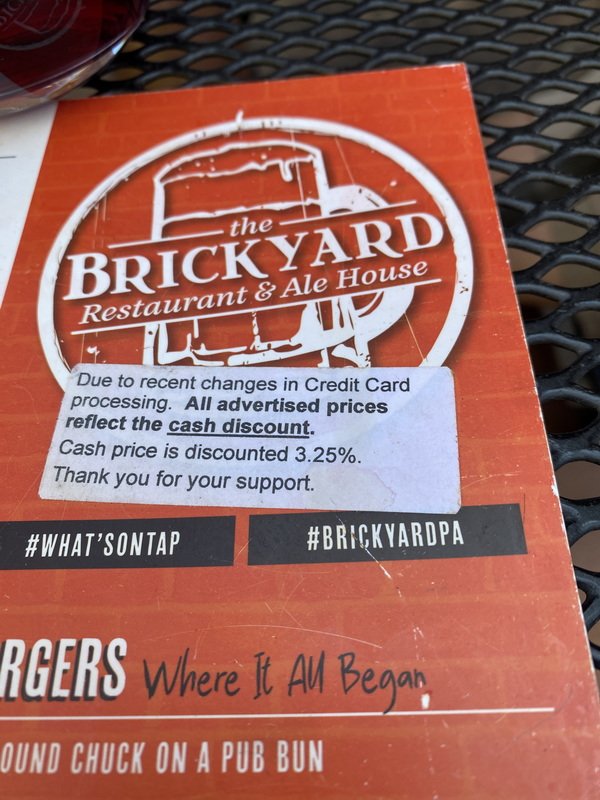 the
BRICKYARD
Restaurant & Ale House
Due to recent changes in Credit Card
processing. All advertised prices
reflect the cash discount.
Cash price is discounted 3.25%.
Thank you for your support.
#WHAT'SONTAP
#BRICKYARDPA
RGERS Where It All Began
OUND CHUCK ON A PUB BUN